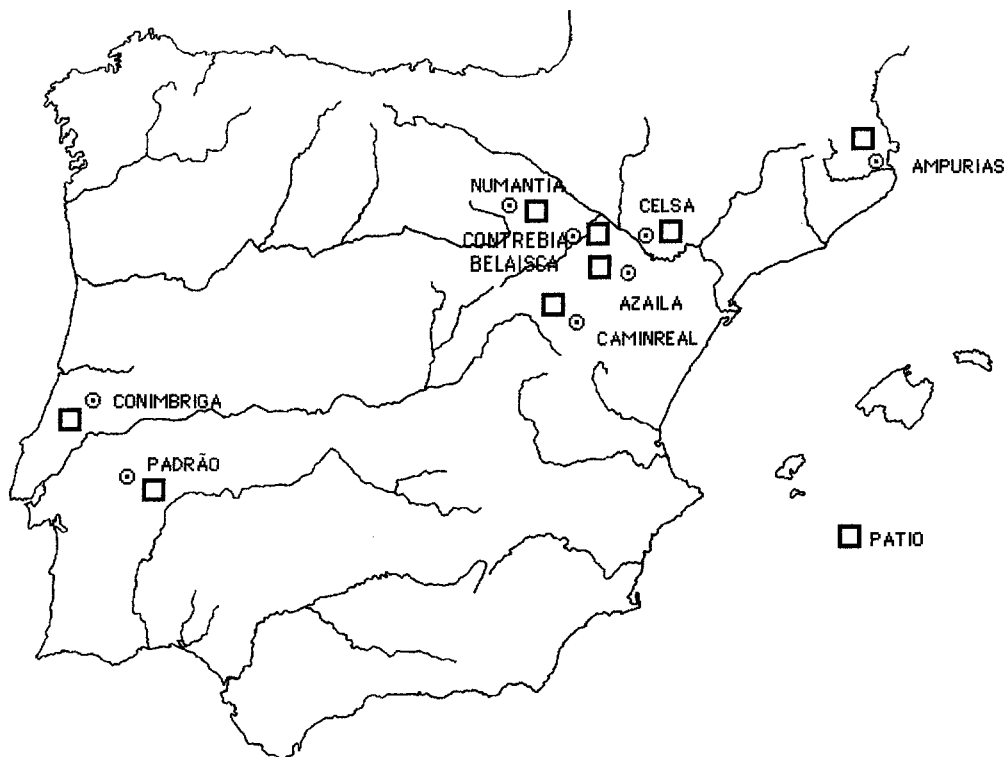 AMPURIAS
NUMANTIA
CELSA
CONTREBIA
BELAISCA
AZAILA
CAMINREAL
CONIMBRIGA
PADRÃO
PATIO